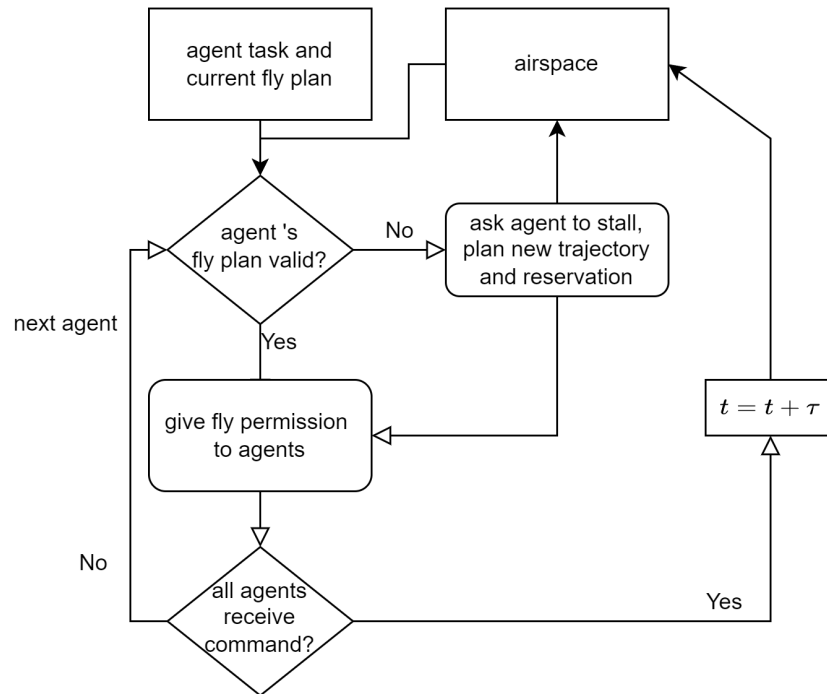 agent task and
current fly plan
airspace
agent 's
fly plan valid?
No
ask agent to stall,
plan new trajectory
and reservation
next agent
Yes
give fly permission
to agents
t = t + τ
No
all agents
receive
command?
Yes